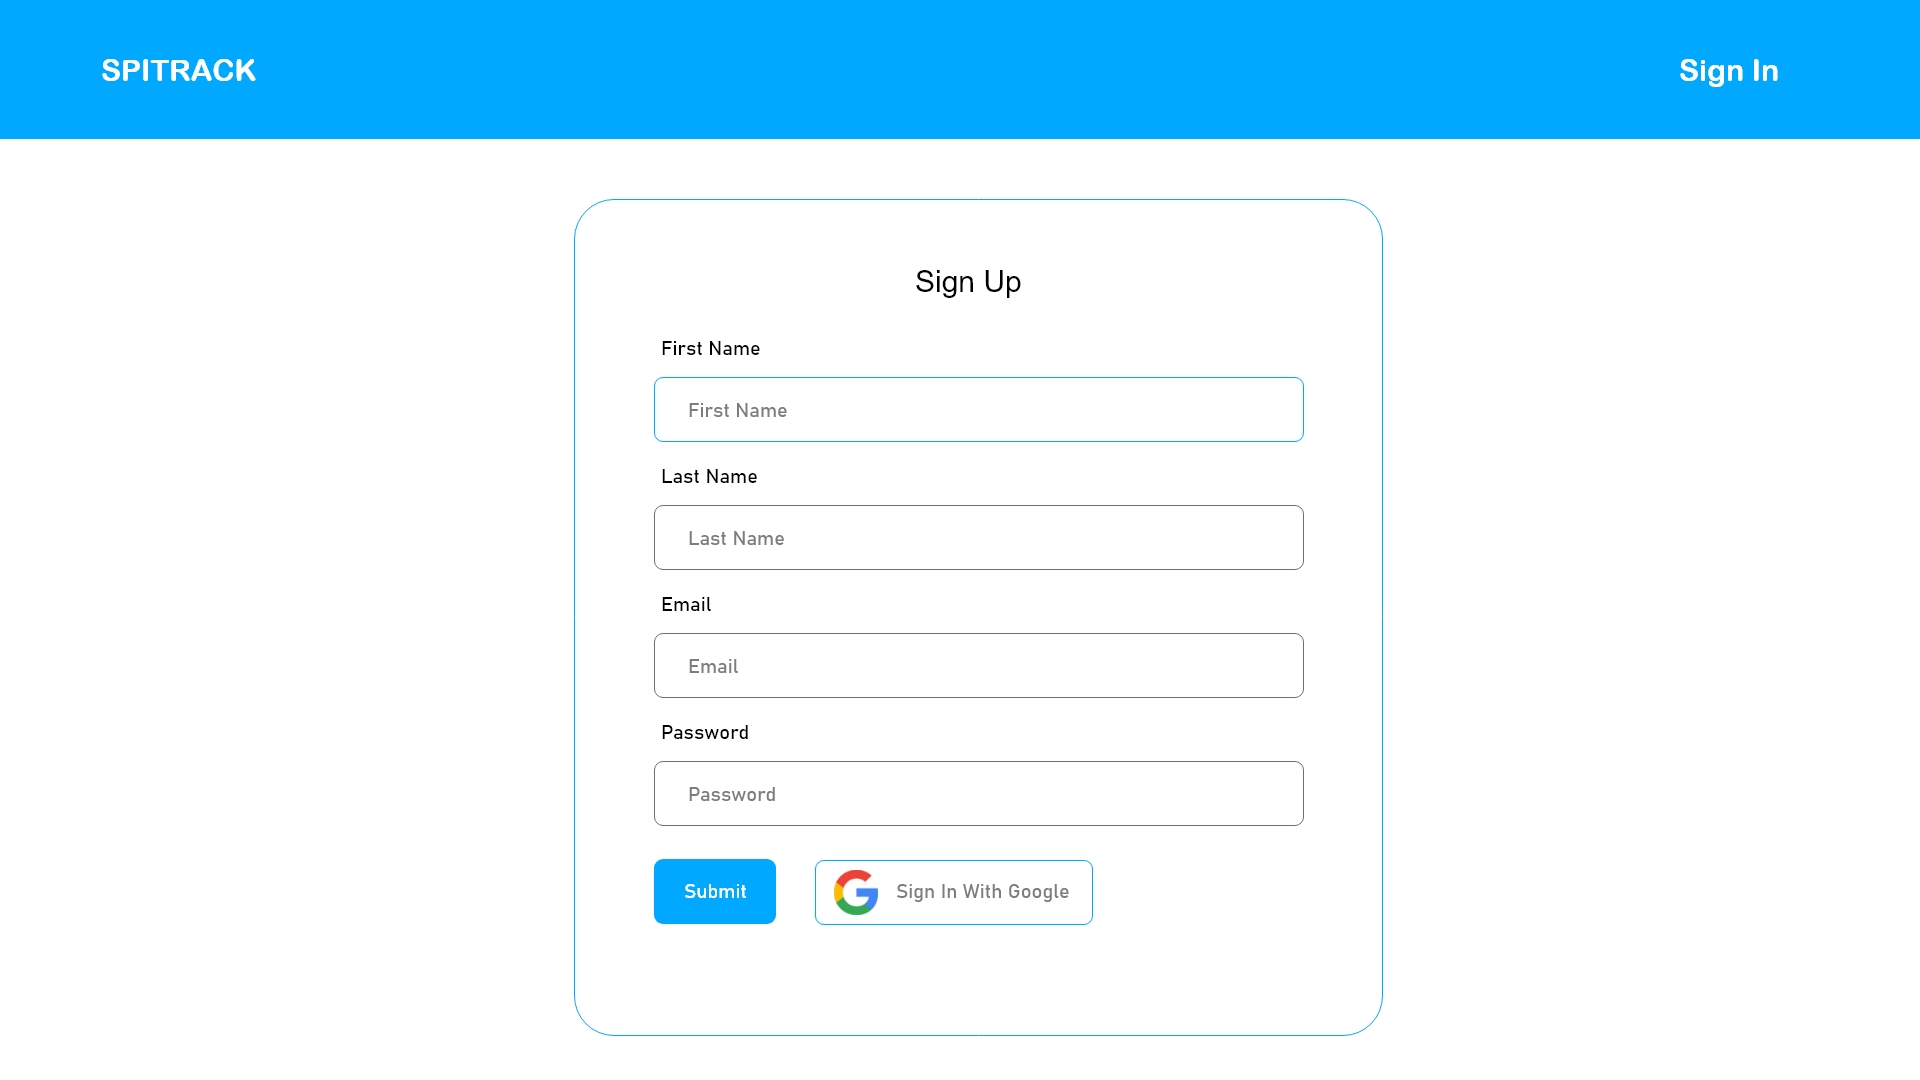 SPITRACK
Sign In
Sign Up
First Name
First Name
Last Name
Last Name
Email
Email
Password
Password
Submit
Sign In With Google